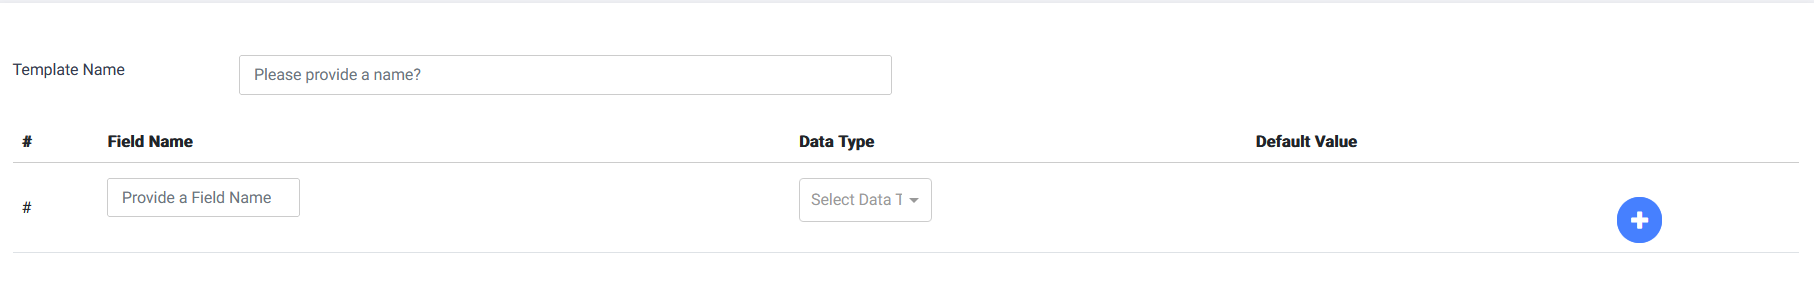 Template Name
Please provide a name?
# Field Name Data Type Default Value
# Provide a Field Name Select Data T